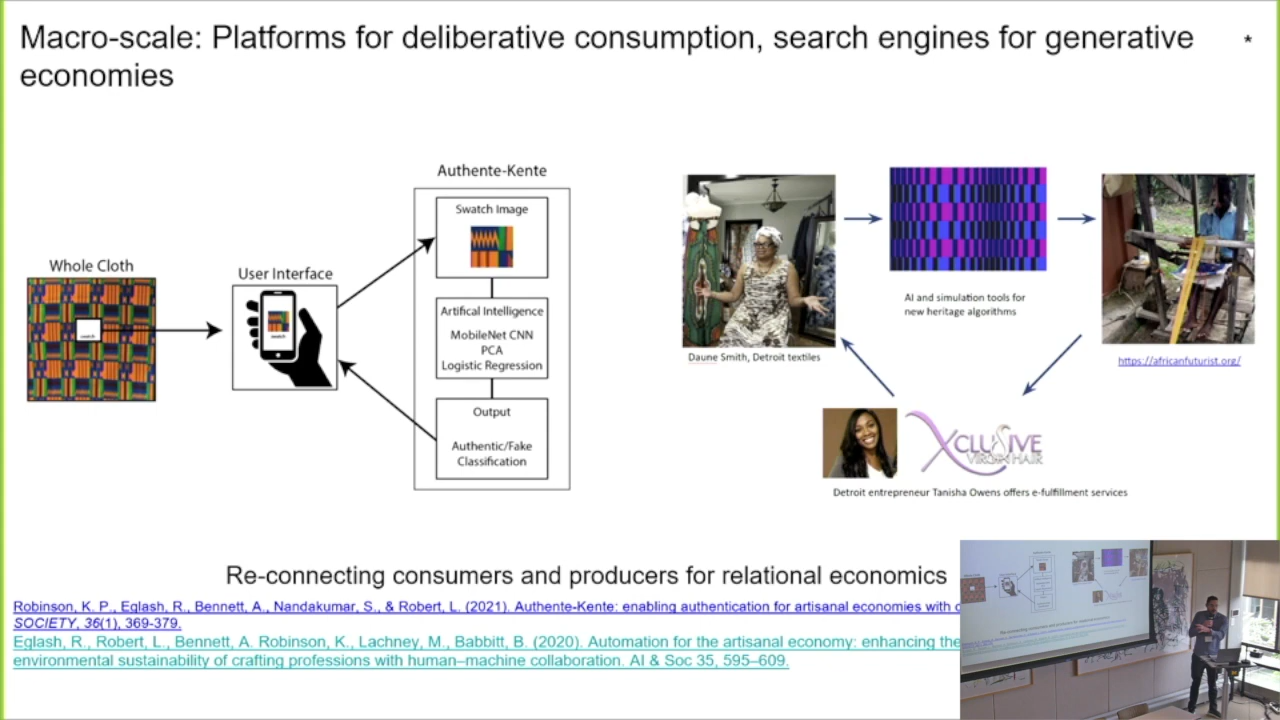 Macro-scale: Platforms for deliberative consumption, search engines for generative
economies
*
Authente-Kente
Swatch Image
Whole Cloth
User Interface
Artifical Intelligence
MobileNet CNN
PCA
Logistic Regression
Output
Authentic/Fake
Classification
AI and simulation tools for
new heritage algorithms
Daune Smith, Detroit textiles
https://africanfuturist.org/
XCLUSIVE
VIRGIN HAIR
Detroit entrepreneur Tanisha Owens offers e-fulfillment services
Re-connecting consumers and producers for relational economics
Robinson, K. P., Eglash, R., Bennett, A., Nandakumar, S., & Robert, L. (2021). Authente-Kente: enabling authentication for artisanal economies with
SOCIETY, 36(1), 369-379.
Eglash, R., Robert, L., Bennett, A. Robinson, K., Lachney, M., Babbitt, B. (2020). Automation for the artisanal economy: enhancing the
environmental sustainability of crafting professions with human–machine collaboration. AI & Soc 35, 595–609.